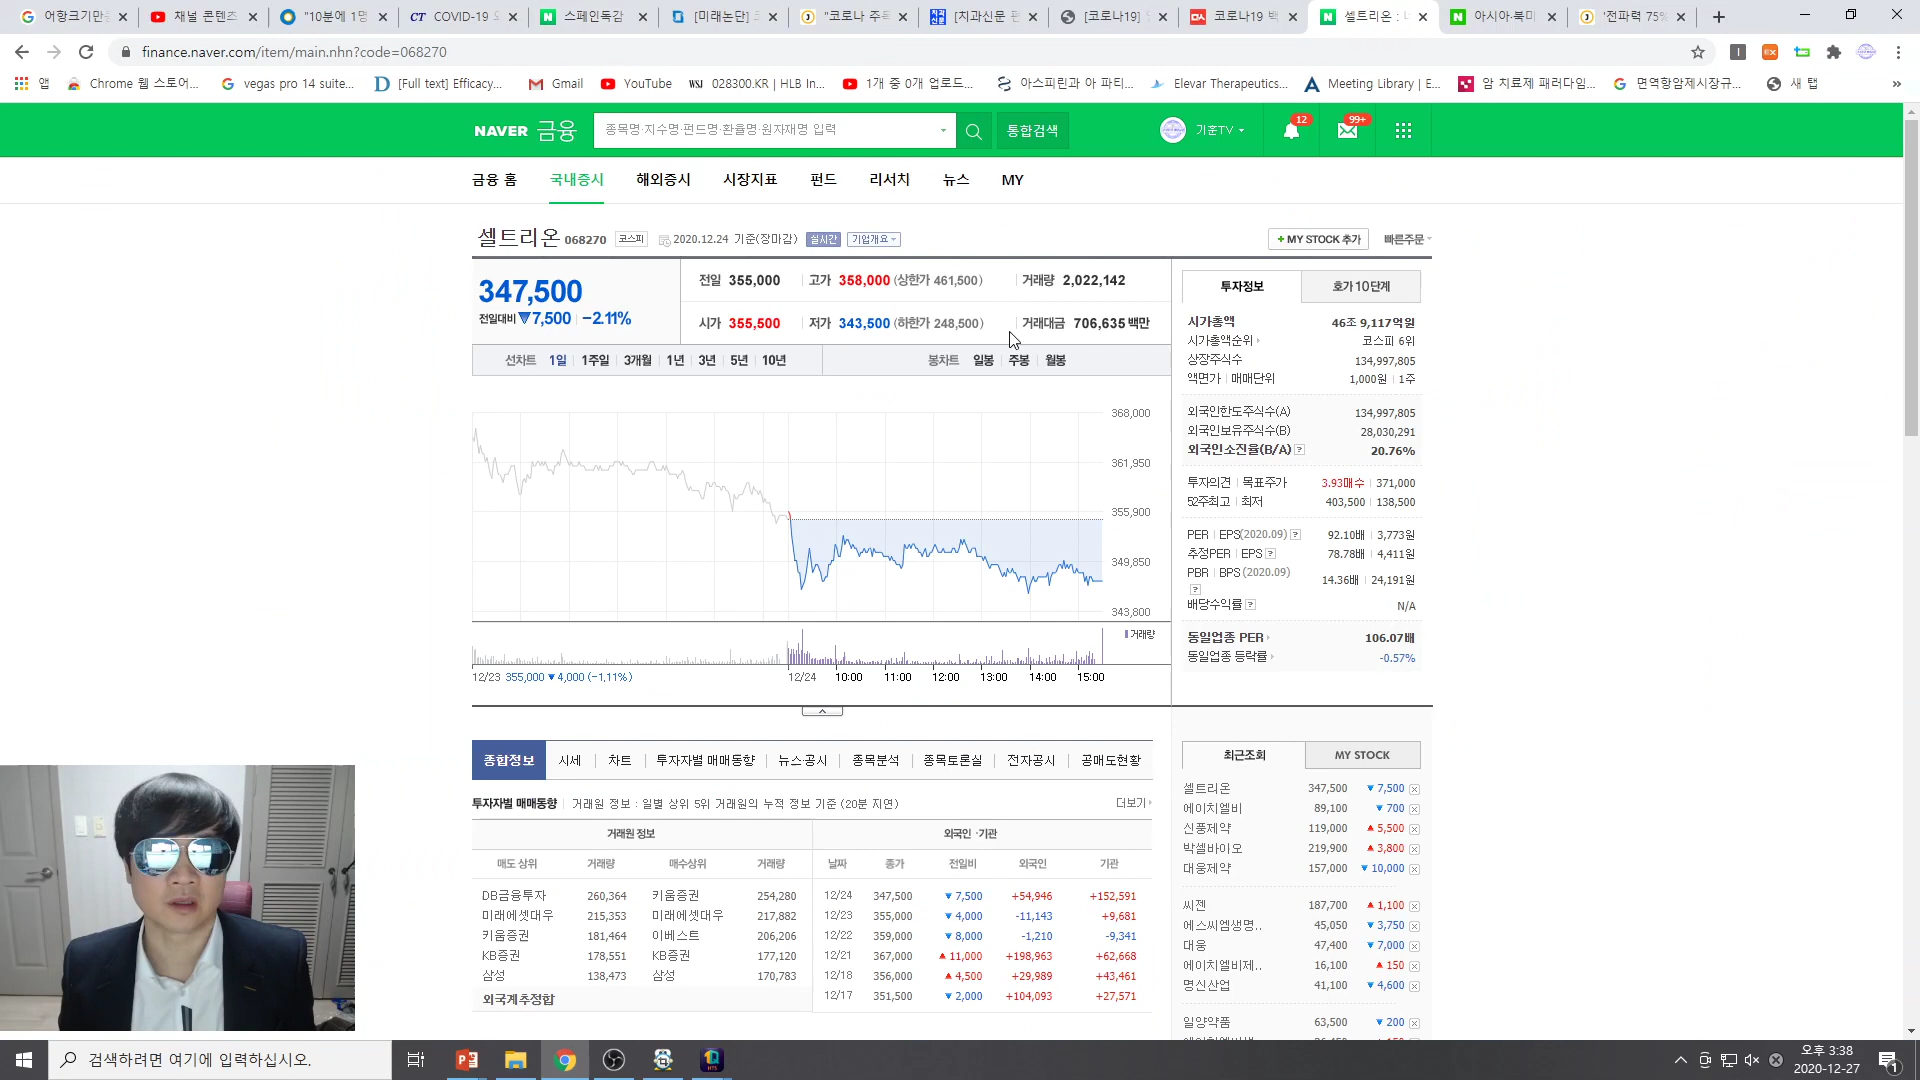 어항크기만큼
채널 콘텐츠
"10분에 1명
COVID-19 오
스페인독감
[미래논단] 코
"코로나 주목
[치과신문 편
[코로나19]
코로나19 백
셀트리온 : 네
아시아·북미
'전파력 75%
finance.naver.com/item/main.nhn?code=068270
앱
Chrome 웹 스토어...
vegas pro 14 suite...
[Full text] Efficacy...
Gmail
YouTube
028300.KR | HLB In...
1개 중 0개 업로드...
아스피린과 아 파티...
Elevar Therapeutics...
Meeting Library | E...
암 치료제 패러다임...
면역항암제시장규...
새 탭
NAVER 금융
종목명·지수명·펀드명·환율명·원자재명 입력
통합검색
기훈TV
12
99+
금융 홈 국내증시 해외증시 시장지표 펀드 리서치 뉴스 MY
셀트리온 068270 코스피 2020.12.24 기준(장마감) 실시간 기업개요
+ MY STOCK 추가 빠른주문
347,500
전일대비 ▼7,500 -2.11%
전일 355,000 고가 358,000 (상한가 461,500) 거래량 2,022,142
시가 355,500 저가 343,500 (하한가 248,500) 거래대금 706,635 백만
선차트 1일 1주일 3개월 1년 3년 5년 10년 봉차트 일봉 주봉 월봉
368,000
361,950
355,900
349,850
343,800
거래량
12/23 355,000 ▼4,000 (-1.11%)
12/24 10:00 11:00 12:00 13:00 14:00 15:00
투자정보 호가 10단계
시가총액 46조 9,117억원
시가총액순위 코스피 6위
상장주식수 134,997,805
액면가 매매단위 1,000원 1주
외국인한도주식수(A) 134,997,805
외국인보유주식수(B) 28,030,291
외국인소진율(B/A) ? 20.76%
투자의견 목표주가 3.93매수 371,000
52주최고 최저 403,500 138,500
PER EPS(2020.09) ? 92.10배 3,773원
추정PER EPS ? 78.78배 4,411원
PBR BPS (2020.09) ? 14.36배 24,191원
배당수익률 ? N/A
동일업종 PER 106.07배
동일업종 등락률 -0.57%
종합정보 시세 차트 투자자별 매매동향 뉴스·공시 종목분석 종목토론실 전자공시 공매도현황
투자자별 매매동향 거래원 정보 : 일별 상위 5위 거래원의 누적 정보 기준 (20분 지연) 더보기
거래원 정보 외국인·기관
매도 상위 거래량 매수상위 거래량 날짜 종가 전일비 외국인 기관
DB금융투자 260,364 키움증권 254,280 12/24 347,500 ▼7,500 +54,946 +152,591
미래에셋대우 215,353 미래에셋대우 217,882 12/23 355,000 ▼4,000 -11,143 +9,681
키움증권 181,464 이베스트 206,206 12/22 359,000 ▼8,000 -1,210 -9,341
KB증권 178,551 KB증권 177,120 12/21 367,000 ▲11,000 +198,963 +62,668
삼성 138,473 삼성 170,783 12/18 356,000 ▲4,500 +29,989 +43,461
외국계추정합 12/17 351,500 ▼2,000 +104,093 +27,571
최근조회 MY STOCK
셀트리온 347,500 ▼7,500
에이치엘비 89,100 ▼700
신풍제약 119,000 ▲5,500
박셀바이오 219,900 ▲3,800
대웅제약 157,000 ▼10,000
씨젠 187,700 ▲1,100
에스씨엠생명.. 45,050 ▼3,750
대웅 47,400 ▼7,000
에이치엘비제.. 16,100 ▲150
명신산업 41,100 ▼4,600
일양약품 63,500 ▼200
검색하려면 여기에 입력하십시오.
오후 3:38
2020-12-27
1